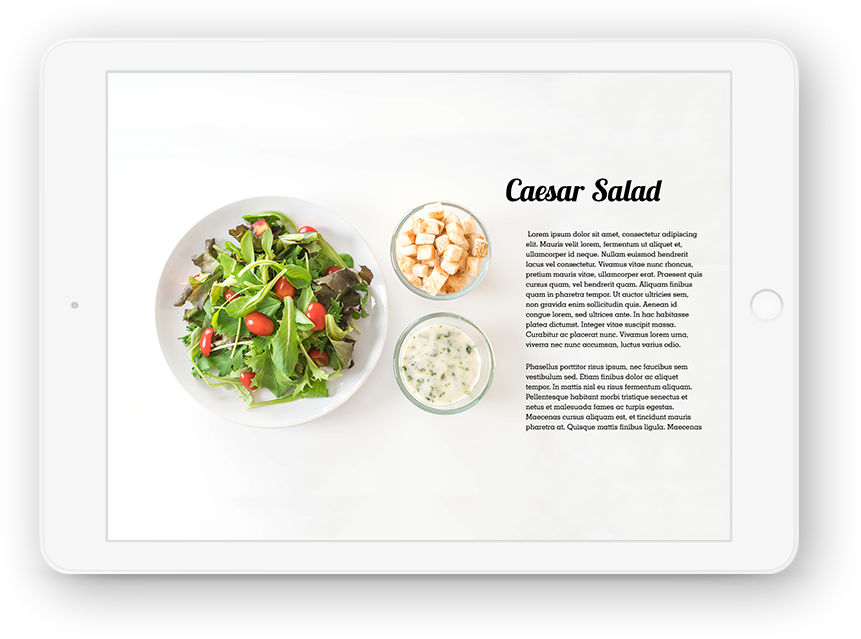 Caesar Salad
Lorem ipsum dolor sit amet, consectetur adipiscing
elit. Mauris velit lorem, fermentum ut aliquet et,
ullamcorper id neque. Nullam euismod hendrerit
lacus vel consectetur. Vivamus vitae nunc rhoncus,
pretium mauris vitae, ullamcorper erat. Praesent quis
cursus quam, vel hendrerit quam. Aliquam finibus
quam in pharetra tempor. Ut auctor ultricies sem,
non gravida enim sollicitudin quis. Aenean id
congue lorem, sed ultrices ante. In hac habitasse
platea dictumst. Integer vitae suscipit massa.
Curabitur ac placerat nunc. Vivamus lorem urna,
viverra nec nunc accumsan, luctus varius odio.
Phasellus porttitor risus ipsum, nec faucibus sem
vestibulum sed. Etiam finibus dolor ac aliquet
tempor. In mattis nisl eu risus fermentum aliquam.
Pellentesque habitant morbi tristique senectus et
netus et malesuada fames ac turpis egestas.
Maecenas cursus aliquam est, et tincidunt mauris
pharetra at. Quisque mattis finibus ligula. Maecenas